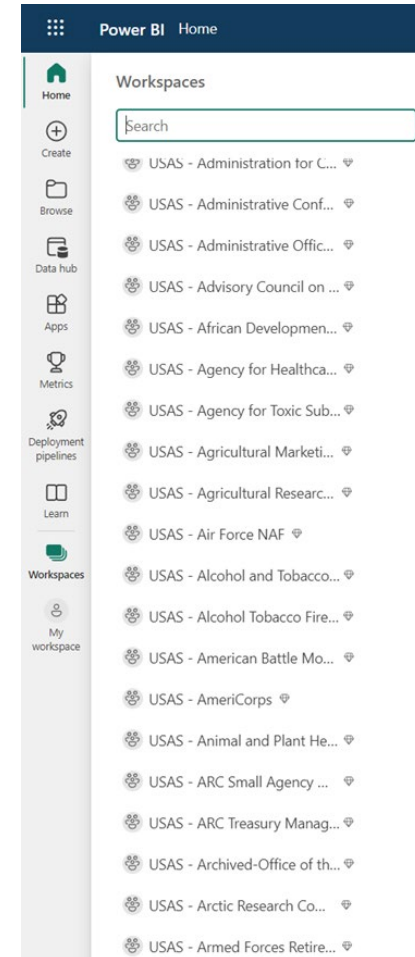 Power BI Home
Home
Create
Browse
Data hub
Apps
Metrics
Deployment
pipelines
Learn
Workspaces
My
workspace
Workspaces
Search
USAS - Administration for C...
USAS - Administrative Conf...
USAS - Administrative Offic...
USAS - Advisory Council on ...
USAS - African Developmen...
USAS - Agency for Healthca...
USAS - Agency for Toxic Sub...
USAS - Agricultural Marketi...
USAS - Agricultural Researc...
USAS - Air Force NAF
USAS - Alcohol and Tobacco...
USAS - Alcohol Tobacco Fire...
USAS - American Battle Mo...
USAS - AmeriCorps
USAS - Animal and Plant He...
USAS - ARC Small Agency ...
USAS - ARC Treasury Manag...
USAS - Archived-Office of th...
USAS - Arctic Research Co...
USAS - Armed Forces Retire...